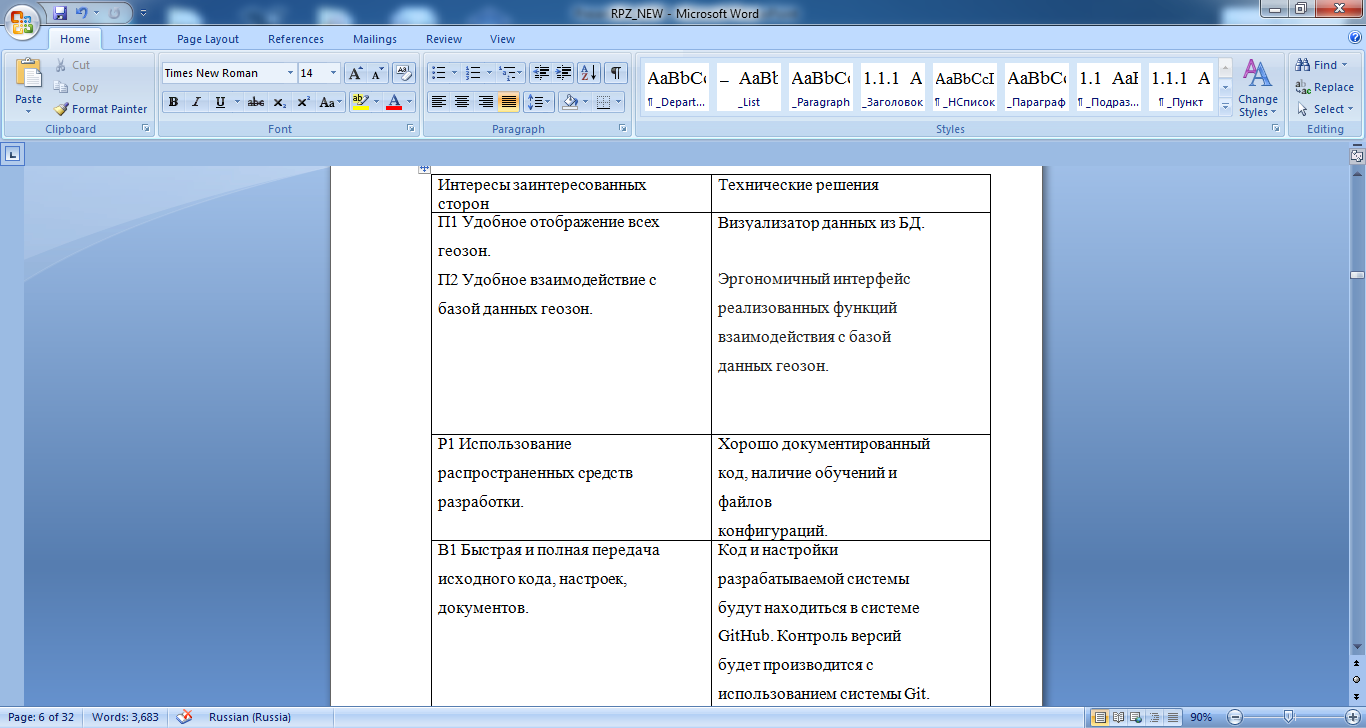 RPZ_NEW - Microsoft Word
Home Insert Page Layout References Mailings Review View
Paste
Cut
Copy
Format Painter
Clipboard
Times New Roman 14
B I U abc x₂ x² Aa
Font
Paragraph
AaBbCc – AaBb AaBbCc 1.1.1 A AaBbCcI AaBbCc 1.1 AaB 1.1.1 A
¶ _Depart... _List _Paragraph _Заголовок ¶ _НСписок _Параграф ¶ _Подраз... ¶ _Пункт
Change
Styles
Styles
Find
Replace
Select
Editing
Интересы заинтересованных
сторон
Технические решения
П1 Удобное отображение всех
геозон.
П2 Удобное взаимодействие с
базой данных геозон.
Визуализатор данных из БД.
Эргономичный интерфейс
реализованных функций
взаимодействия с базой
данных геозон.
Р1 Использование
распространенных средств
разработки.
Хорошо документированный
код, наличие обучений и
файлов
конфигураций.
В1 Быстрая и полная передача
исходного кода, настроек,
документов.
Код и настройки
разрабатываемой системы
будут находиться в системе
GitHub. Контроль версий
будет производится с
использованием системы Git.
Page: 6 of 32 Words: 3,683 Russian (Russia) 90%